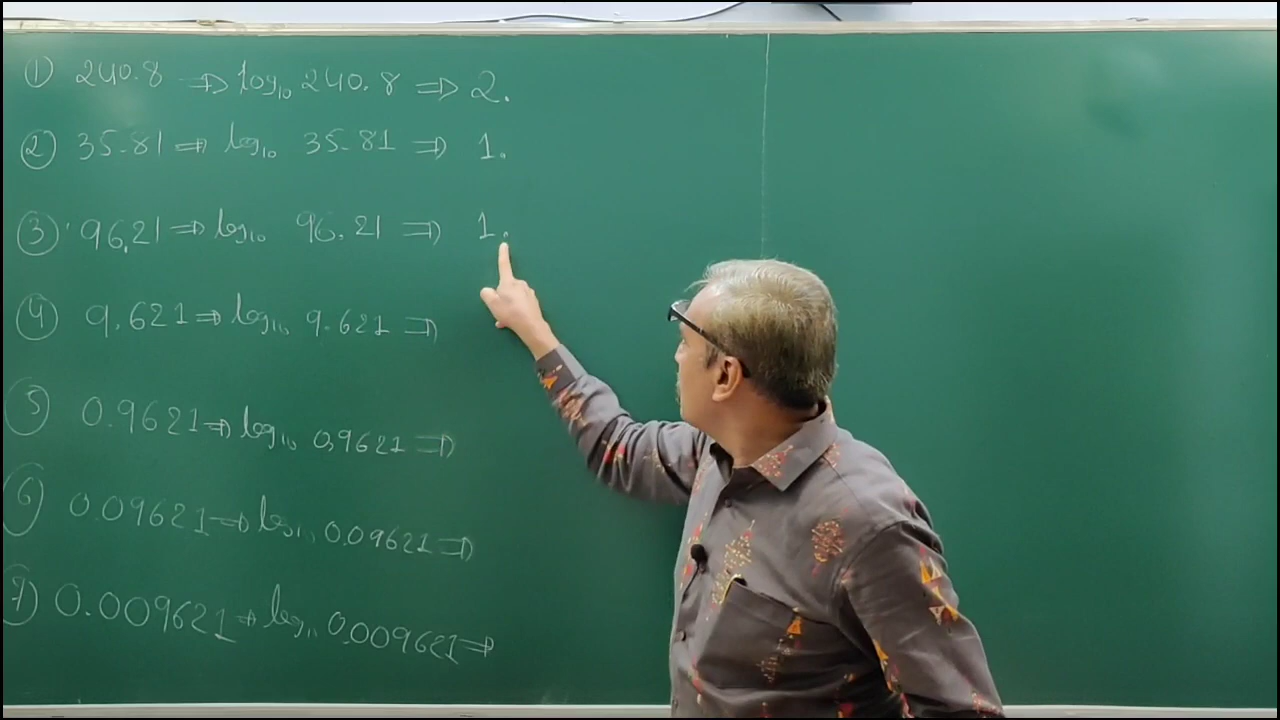 ① 240.8 ⇒ log₁₀ 240.8 ⇒ 2.
② 35.81 ⇒ log₁₀ 35.81 ⇒ 1.
③ 96.21 ⇒ log₁₀ 96.21 ⇒ 1.
④ 9.621 ⇒ log₁₀ 9.621 ⇒
⑤ 0.9621 ⇒ log₁₀ 0.9621 ⇒
⑥ 0.09621 ⇒ log₁₀ 0.09621 ⇒
⑦ 0.009621 ⇒ log₁₀ 0.009621 ⇒